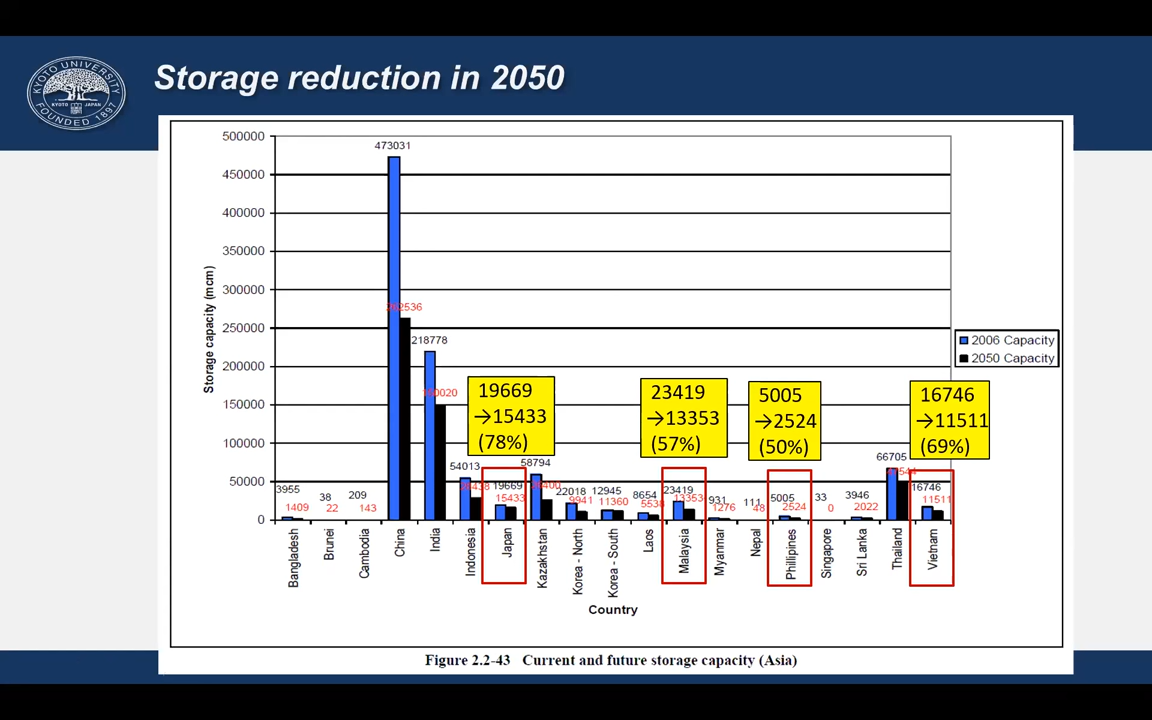 KYOTO UNIVERSITY
KYOTO JAPAN
FOUNDED 1897
Storage reduction in 2050
500000
450000
400000
350000
300000
250000
200000
150000
100000
50000
0
Storage capacity (mcm)
473031
218778
19669
→15433
(78%)
23419
→13353
(57%)
5005
→2524
(50%)
16746
→11511
(69%)
2006 Capacity
2050 Capacity
3955
1409
38
22
209
143
54013
19669
15433
58794
22018
9941
12945
11360
8654
5538
23419
13353
931
1276
111
48
5005
2524
33
0
3946
2022
66705
16746
11511
Bangladesh
Brunei
Cambodia
China
India
Indonesia
Japan
Kazakhstan
Korea - North
Korea - South
Laos
Malaysia
Myanmar
Nepal
Phillipines
Singapore
Sri Lanka
Thailand
Vietnam
Country
Figure 2.2-43 Current and future storage capacity (Asia)